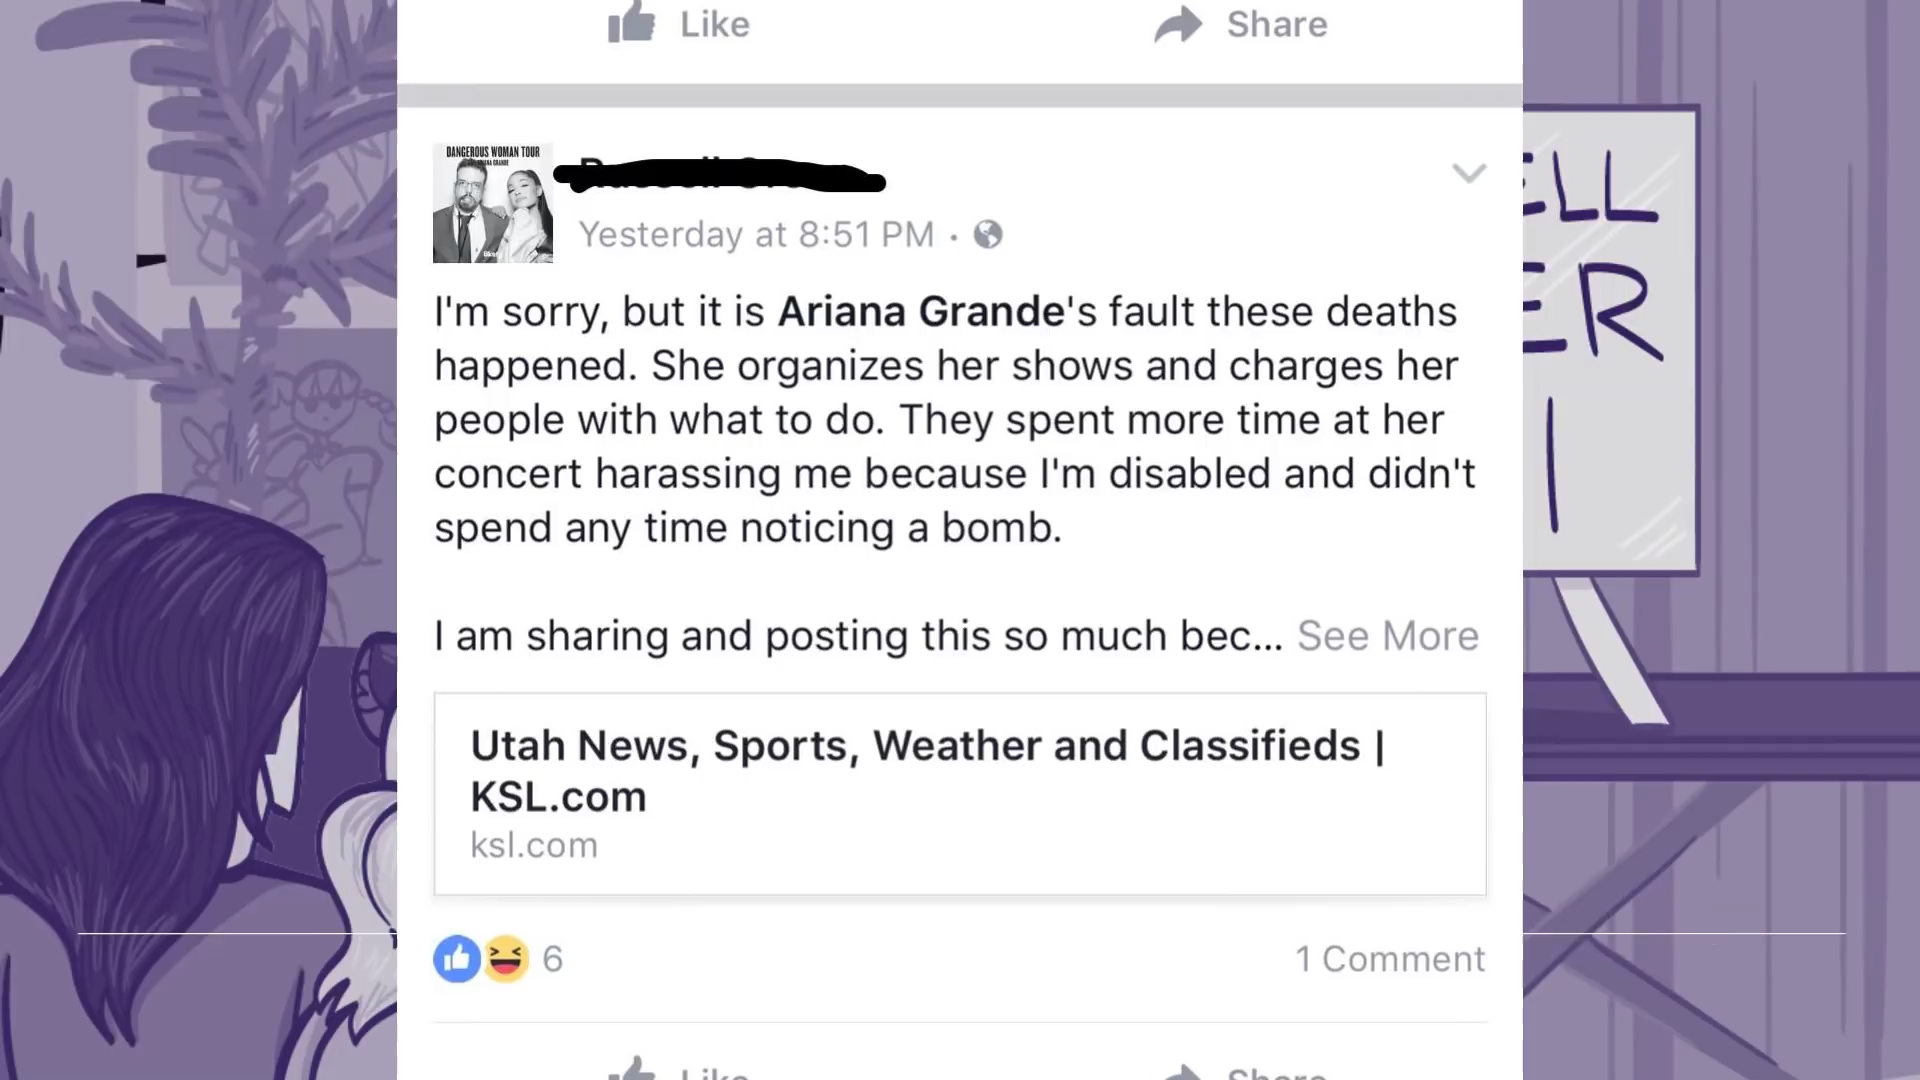 Like
Share
DANGEROUS WOMAN TOUR
Yesterday at 8:51 PM ·
I'm sorry, but it is Ariana Grande's fault these deaths
happened. She organizes her shows and charges her
people with what to do. They spent more time at her
concert harassing me because I'm disabled and didn't
spend any time noticing a bomb.
I am sharing and posting this so much bec... See More
Utah News, Sports, Weather and Classifieds |
KSL.com
ksl.com
6
1 Comment
Like
Share
ELL
ER
I